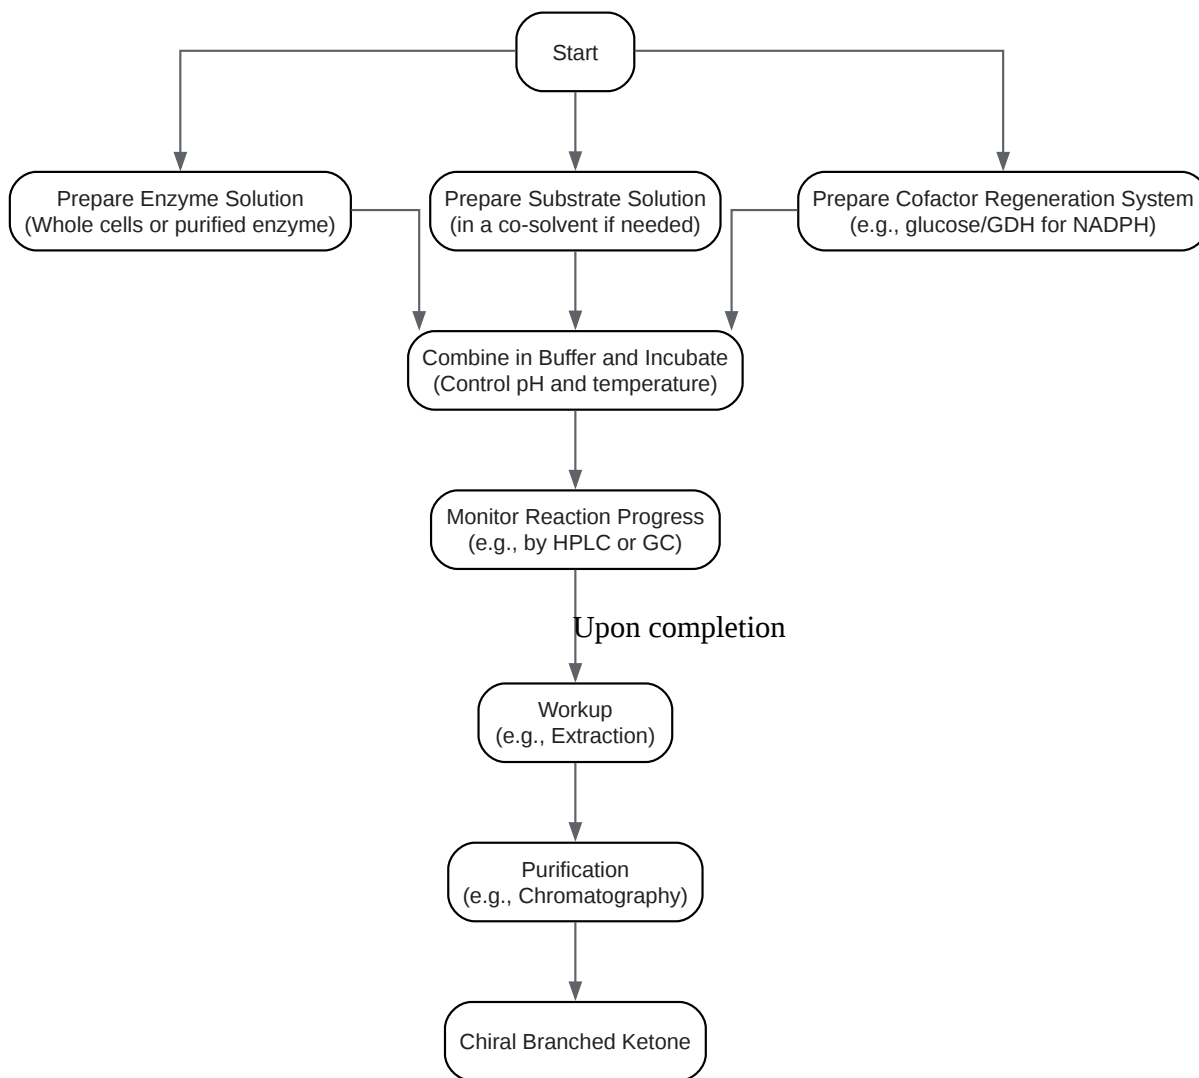 Start
Prepare Enzyme Solution
(Whole cells or purified enzyme)
Prepare Substrate Solution
(in a co-solvent if needed)
Prepare Cofactor Regeneration System
(e.g., glucose/GDH for NADPH)
Combine in Buffer and Incubate
(Control pH and temperature)
Monitor Reaction Progress
(e.g., by HPLC or GC)
Upon completion
Workup
(e.g., Extraction)
Purification
(e.g., Chromatography)
Chiral Branched Ketone